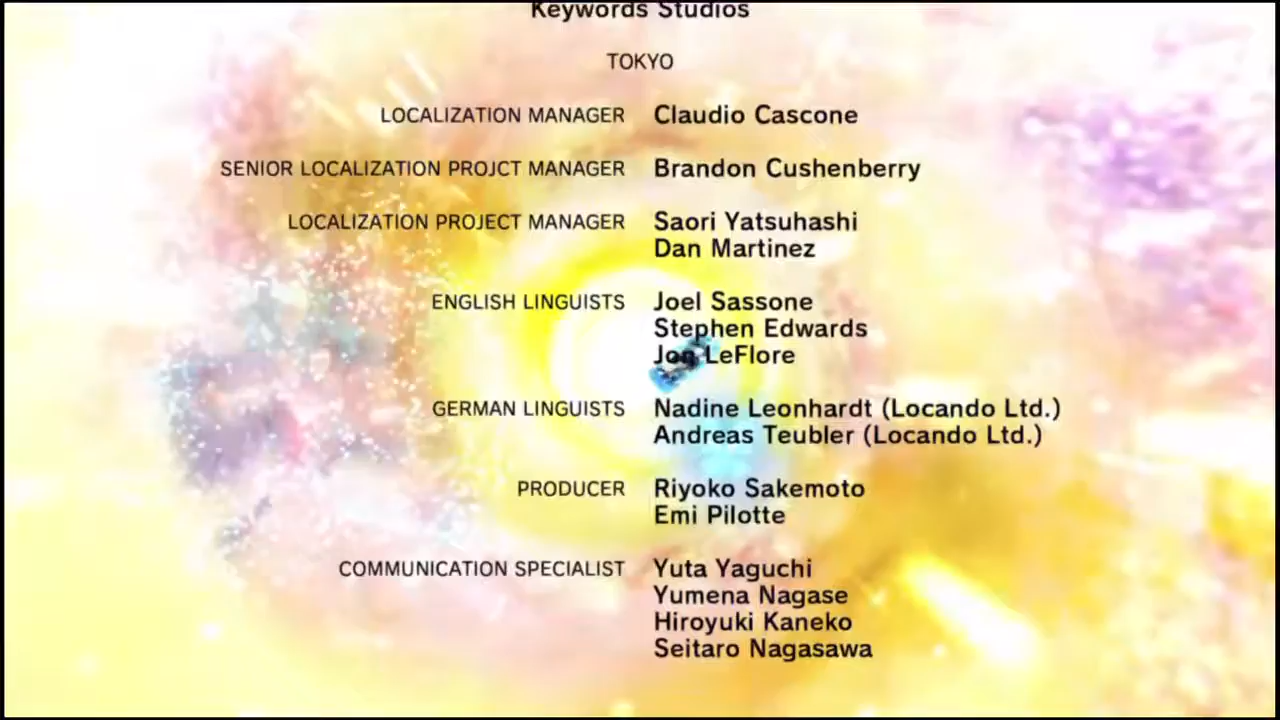 Keywords Studios
TOKYO
LOCALIZATION MANAGER Claudio Cascone
SENIOR LOCALIZATION PROJCT MANAGER Brandon Cushenberry
LOCALIZATION PROJECT MANAGER Saori Yatsuhashi
Dan Martinez
ENGLISH LINGUISTS Joel Sassone
Stephen Edwards
Jon LeFlore
GERMAN LINGUISTS Nadine Leonhardt (Locando Ltd.)
Andreas Teubler (Locando Ltd.)
PRODUCER Riyoko Sakemoto
Emi Pilotte
COMMUNICATION SPECIALIST Yuta Yaguchi
Yumena Nagase
Hiroyuki Kaneko
Seitaro Nagasawa